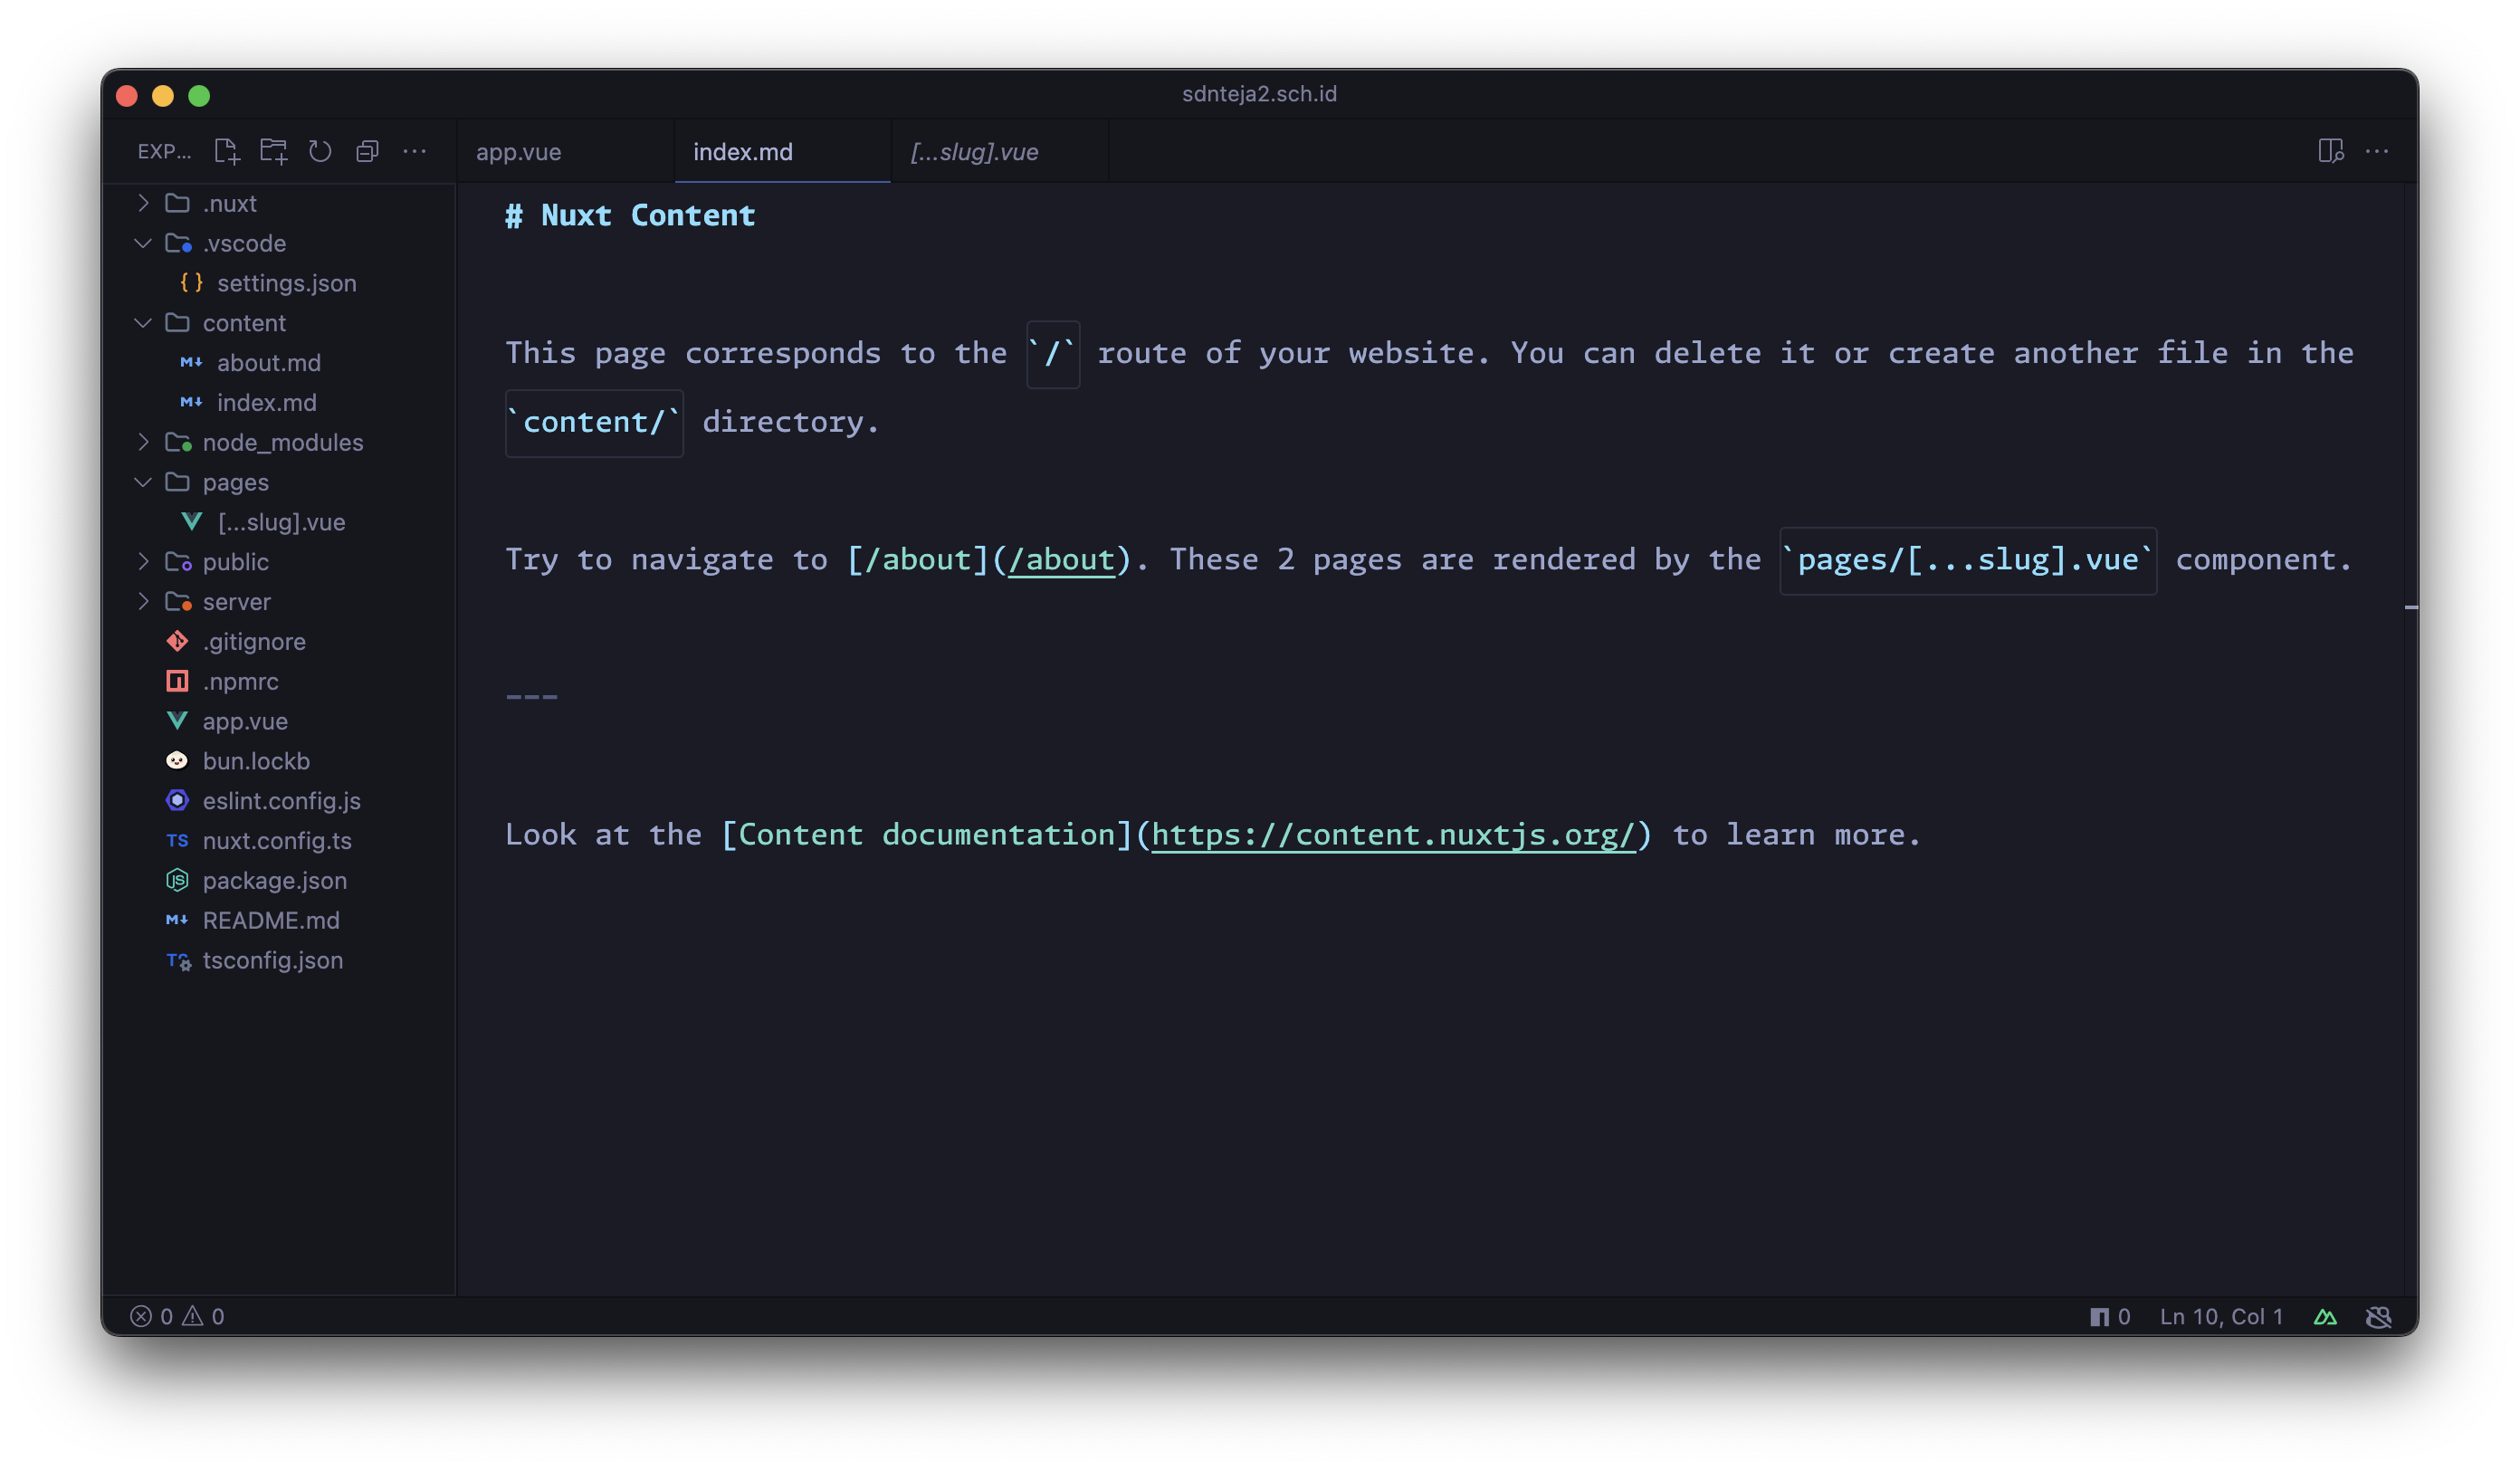 sdnteja2.sch.id
EXP...
app.vue
index.md
[...slug].vue
.nuxt
.vscode
settings.json
content
about.md
index.md
node_modules
pages
[...slug].vue
public
server
.gitignore
.npmrc
app.vue
bun.lockb
eslint.config.js
TS nuxt.config.ts
package.json
README.md
tsconfig.json
# Nuxt Content
This page corresponds to the `/` route of your website. You can delete it or create another file in the
`content/` directory.
Try to navigate to [/about](/about). These 2 pages are rendered by the `pages/[...slug].vue` component.
---
Look at the [Content documentation](https://content.nuxtjs.org/) to learn more.
0 0
0 Ln 10, Col 1